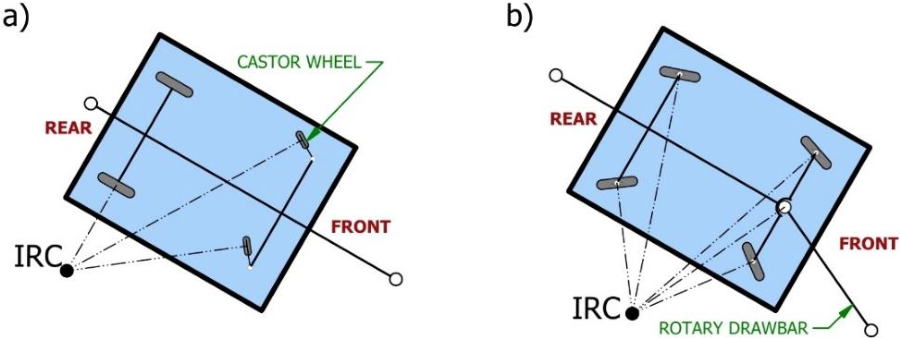 a)
CASTOR WHEEL
REAR
FRONT
IRC
b)
REAR
FRONT
IRC
ROTARY DRAWBAR